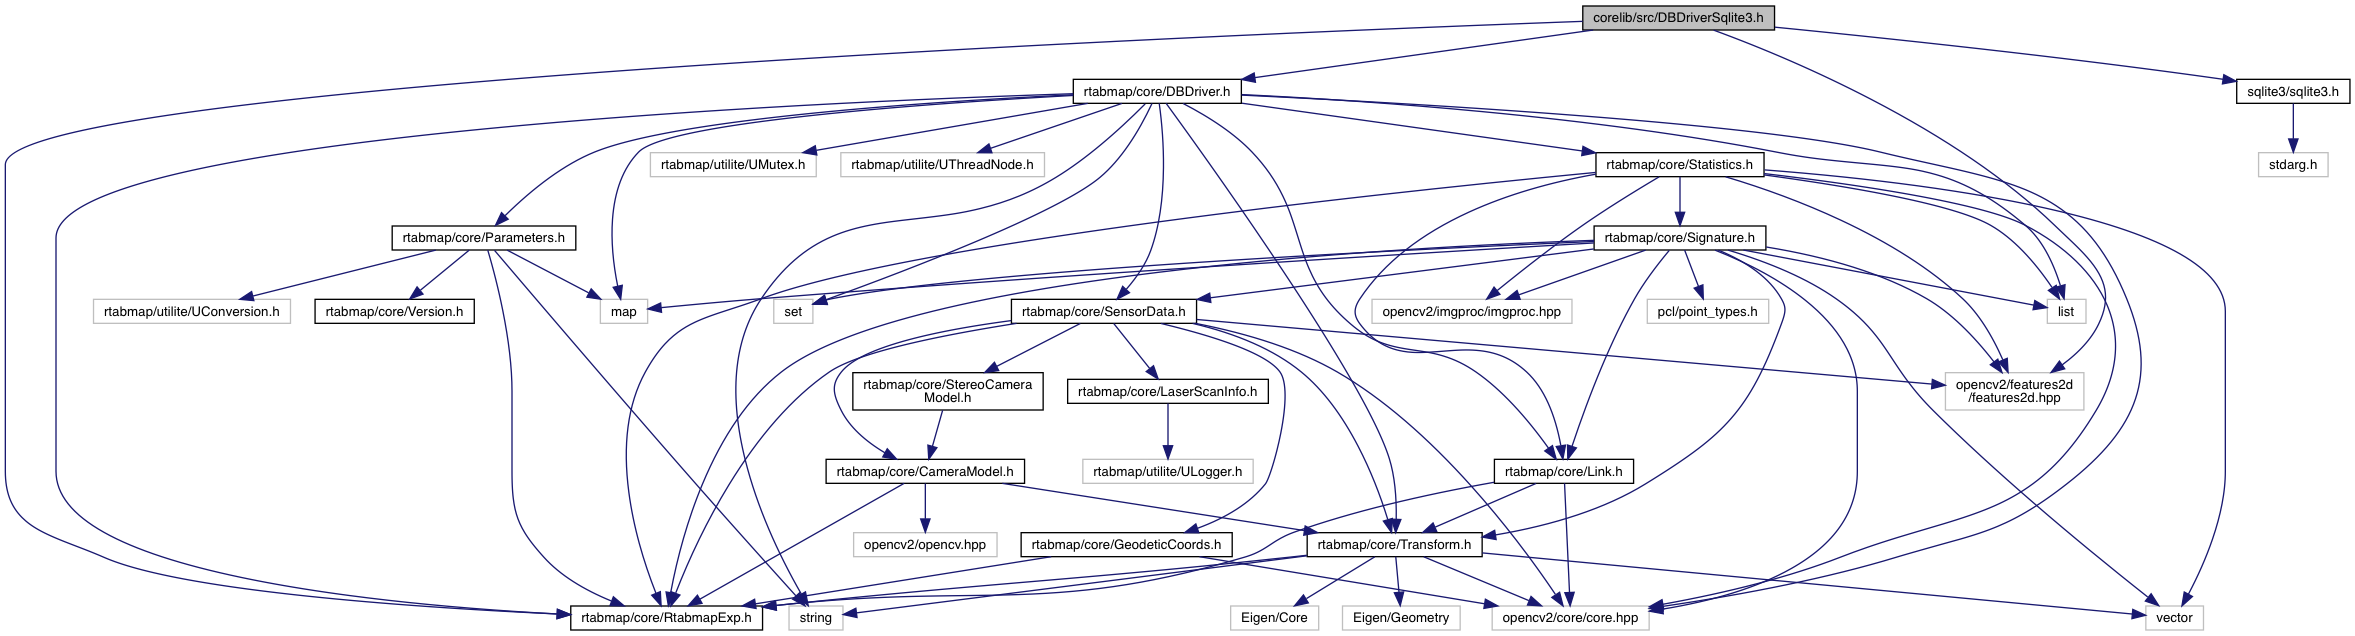 corelib/src/DBDriverSqlite3.h
rtabmap/core/DBDriver.h
sqlite3/sqlite3.h
rtabmap/utilite/UMutex.h
rtabmap/utilite/UThreadNode.h
rtabmap/core/Statistics.h
stdarg.h
rtabmap/core/Parameters.h
rtabmap/core/Signature.h
rtabmap/utilite/UConversion.h
rtabmap/core/Version.h
map
set
rtabmap/core/SensorData.h
opencv2/imgproc/imgproc.hpp
pcl/point_types.h
list
rtabmap/core/StereoCamera
Model.h
rtabmap/core/LaserScanInfo.h
opencv2/features2d
/features2d.hpp
rtabmap/core/CameraModel.h
rtabmap/utilite/ULogger.h
rtabmap/core/Link.h
opencv2/opencv.hpp
rtabmap/core/GeodeticCoords.h
rtabmap/core/Transform.h
rtabmap/core/RtabmapExp.h
string
Eigen/Core
Eigen/Geometry
opencv2/core/core.hpp
vector